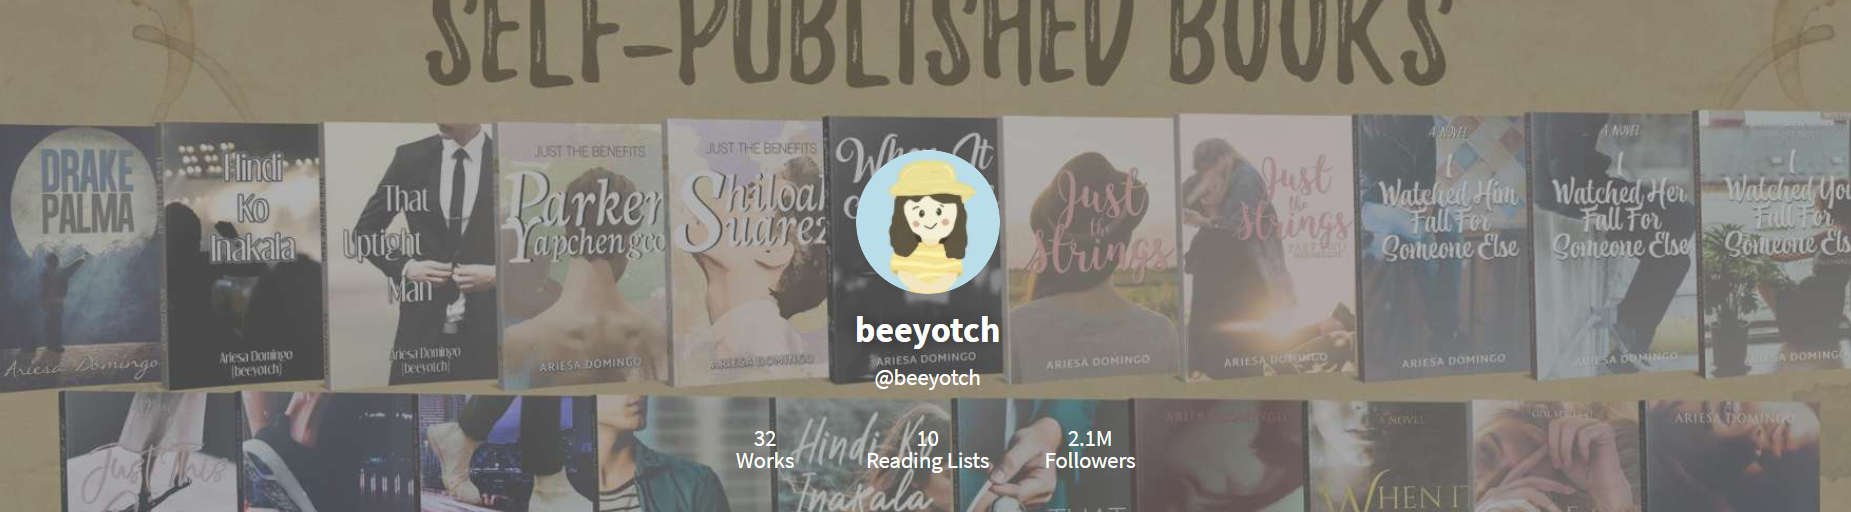 SELF-PUBLISHED BOOKS
DRAKE
PALMA
Ariesa Domingo
Hindi
Ko
Inakala
Ariesa Domingo
(beeyotch)
That
Uptight
Man
Ariesa Domingo
(beeyotch)
JUST THE BENEFITS
Parker
Yapchengco
ARIESA DOMINGO
JUST THE BENEFITS
Shiloah
Suarez
ARIESA DOMINGO
When It
ARIESA DOMINGO
Just
the
Strings
ARIESA DOMINGO
Just
the
Strings
ARIESA DOMINGO
A NOVEL
I
Watched Him
Fall For
Someone Else
ARIESA DOMINGO
A NOVEL
I
Watched Her
Fall For
Someone Else
ARIESA DOMINGO
I
Watched You
Fall For
Someone Els
ARIESA DOMINGO
beeyotch
@beeyotch
32
Works
10
Reading Lists
2.1M
Followers
Just This
Hindi Ko
Inakala
THAT
ARIESA DOMINGO
A NOVEL
WHEN IT
ARIESA DOMINGO